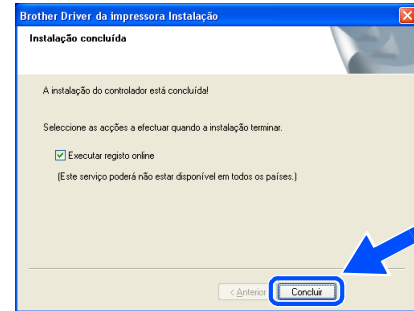 Brother Driver da impressora Instalação
Instalação concluída
A instalação do controlador está concluída!
Seleccione as acções a efectuar quando a instalação terminar.
Executar registo online
(Este serviço poderá não estar disponível em todos os países.)
< Anterior Concluir